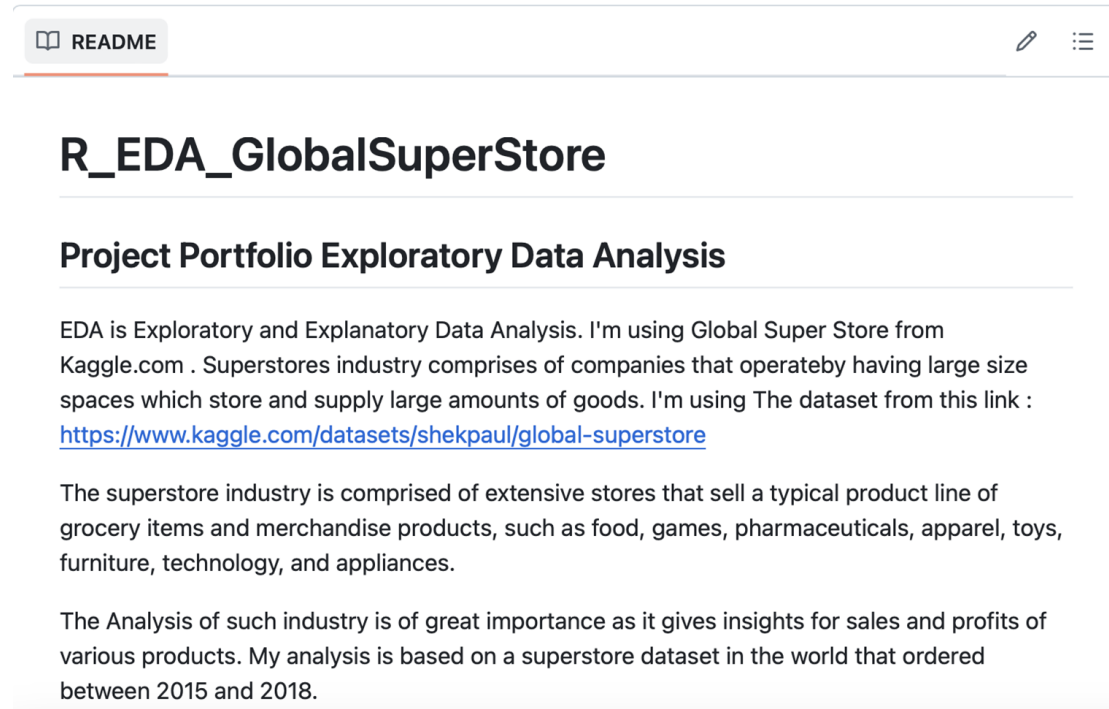 README
R_EDA_GlobalSuperStore
Project Portfolio Exploratory Data Analysis
EDA is Exploratory and Explanatory Data Analysis. I'm using Global Super Store from
Kaggle.com . Superstores industry comprises of companies that operateby having large size
spaces which store and supply large amounts of goods. I'm using The dataset from this link :
https://www.kaggle.com/datasets/shekpaul/global-superstore
The superstore industry is comprised of extensive stores that sell a typical product line of
grocery items and merchandise products, such as food, games, pharmaceuticals, apparel, toys,
furniture, technology, and appliances.
The Analysis of such industry is of great importance as it gives insights for sales and profits of
various products. My analysis is based on a superstore dataset in the world that ordered
between 2015 and 2018.